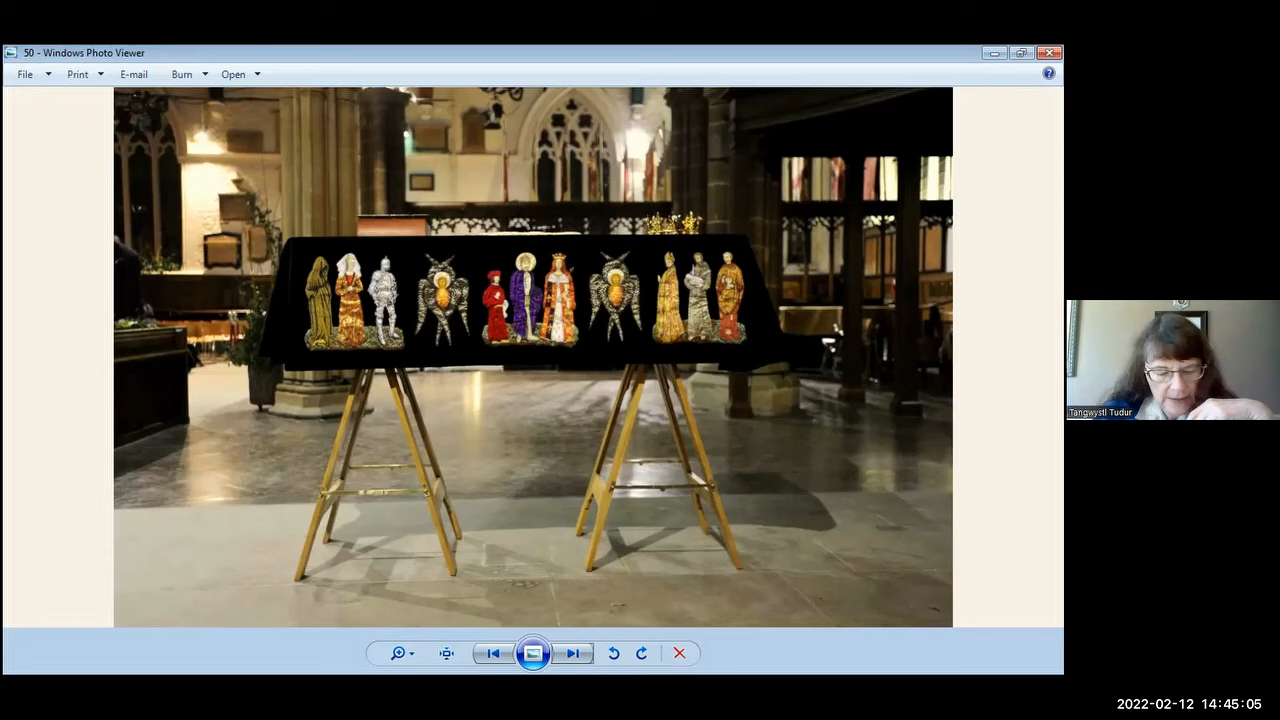 50 - Windows Photo Viewer
File Print E-mail Burn Open
Tangwystl Tudur
2022-02-12 14:45:05